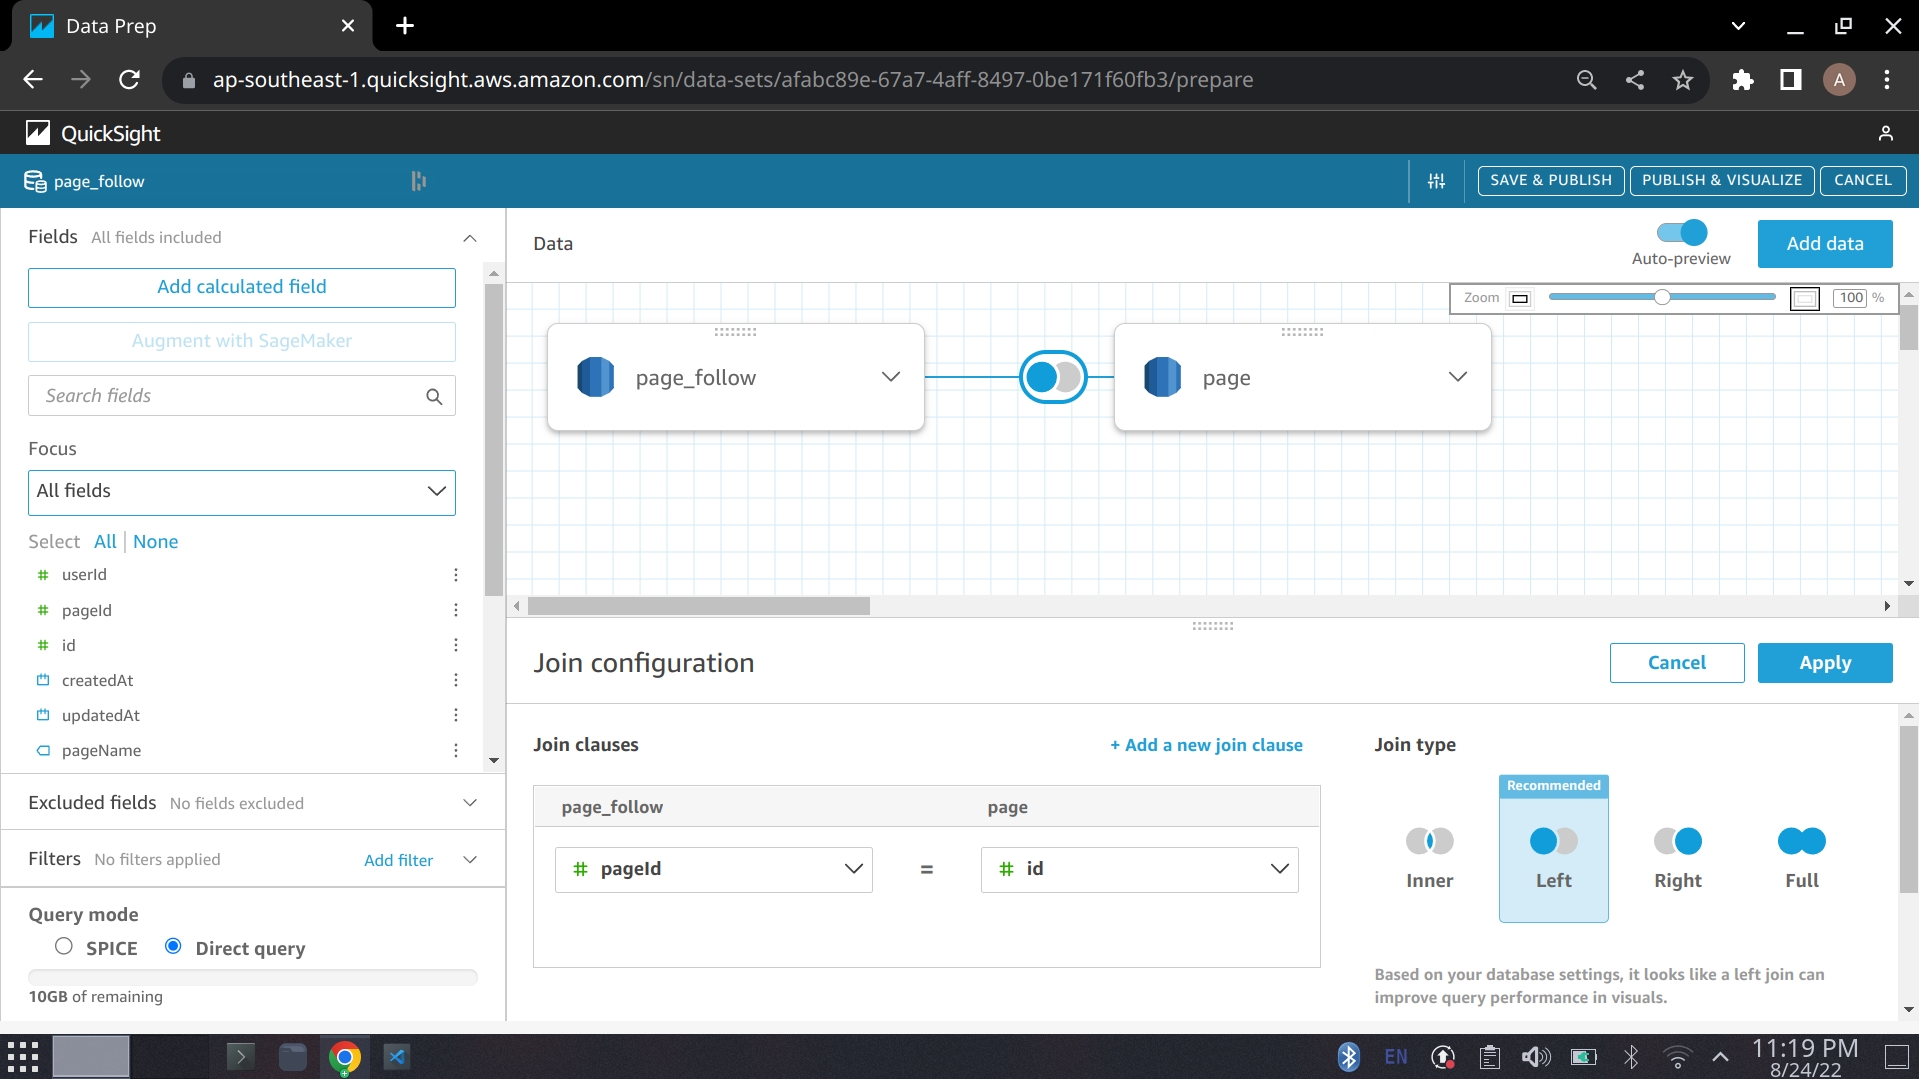 Data Prep
ap-southeast-1.quicksight.aws.amazon.com/sn/data-sets/afabc89e-67a7-4aff-8497-0be171f60fb3/prepare
A
QuickSight
page_follow
SAVE & PUBLISH
PUBLISH & VISUALIZE
CANCEL
Fields All fields included
Add calculated field
Augment with SageMaker
Search fields
Focus
All fields
Select All | None
# userId
# pageId
# id
createdAt
updatedAt
pageName
Excluded fields No fields excluded
Filters No filters applied Add filter
Query mode
SPICE Direct query
10GB of remaining
Data
Auto-preview
Add data
Zoom 100 %
page_follow
page
Join configuration
Cancel
Apply
Join clauses
+ Add a new join clause
page_follow page
# pageId = # id
Join type
Recommended
Inner Left Right Full
Based on your database settings, it looks like a left join can
improve query performance in visuals.
EN
11:19 PM
8/24/22